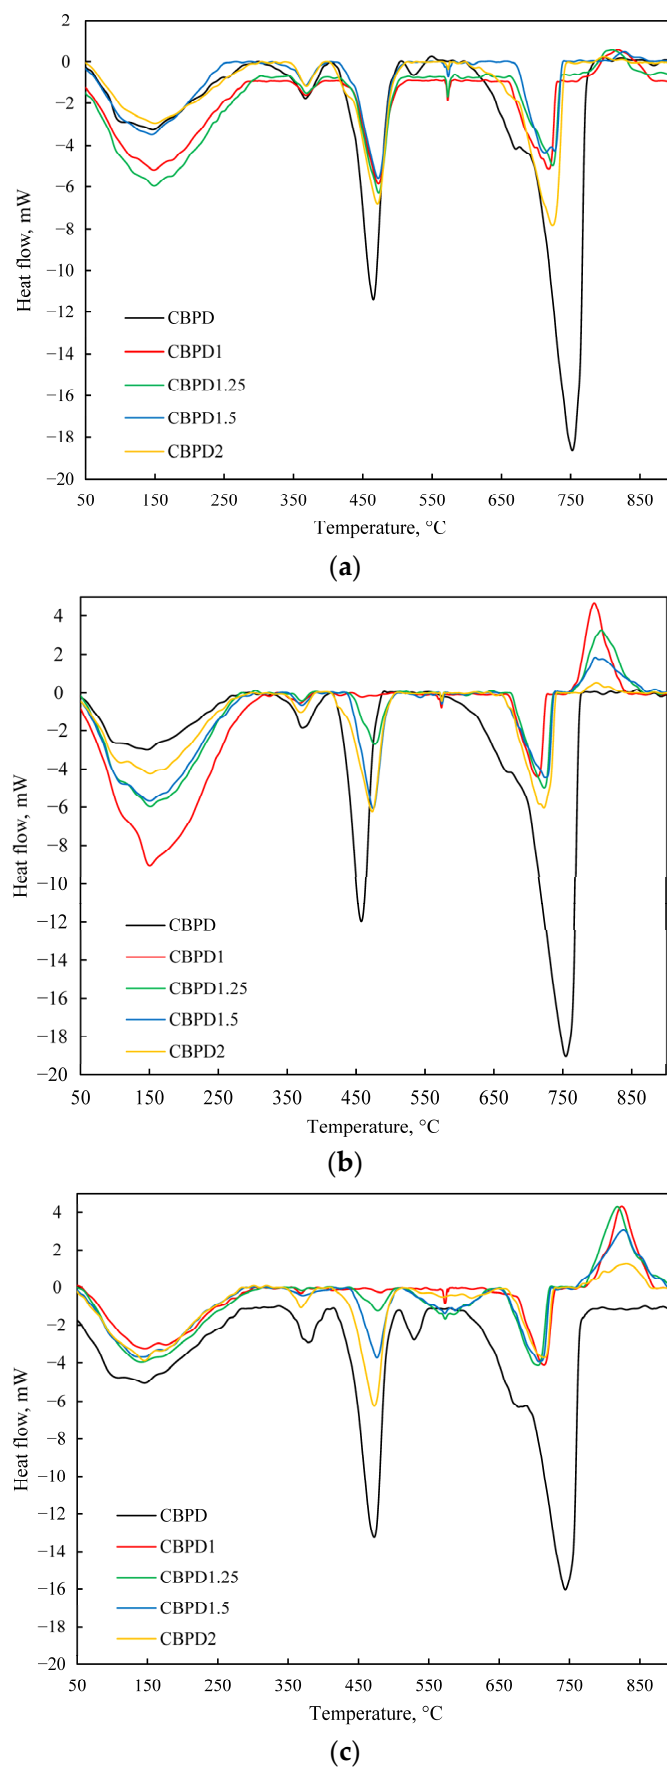 2
0
−2
−4
−6
−8
−10
−12
−14
−16
−18
−20
Heat flow, mW
CBPD
CBPD1
CBPD1.25
CBPD1.5
CBPD2
50 150 250 350 450 550 650 750 850
Temperature, °C
(a)
4
2
0
−2
−4
−6
−8
−10
−12
−14
−16
−18
−20
Heat flow, mW
CBPD
CBPD1
CBPD1.25
CBPD1.5
CBPD2
50 150 250 350 450 550 650 750 850
Temperature, °C
(b)
4
2
0
−2
−4
−6
−8
−10
−12
−14
−16
−18
−20
Heat flow, mW
CBPD
CBPD1
CBPD1.25
CBPD1.5
CBPD2
50 150 250 350 450 550 650 750 850
Temperature, °C
(c)